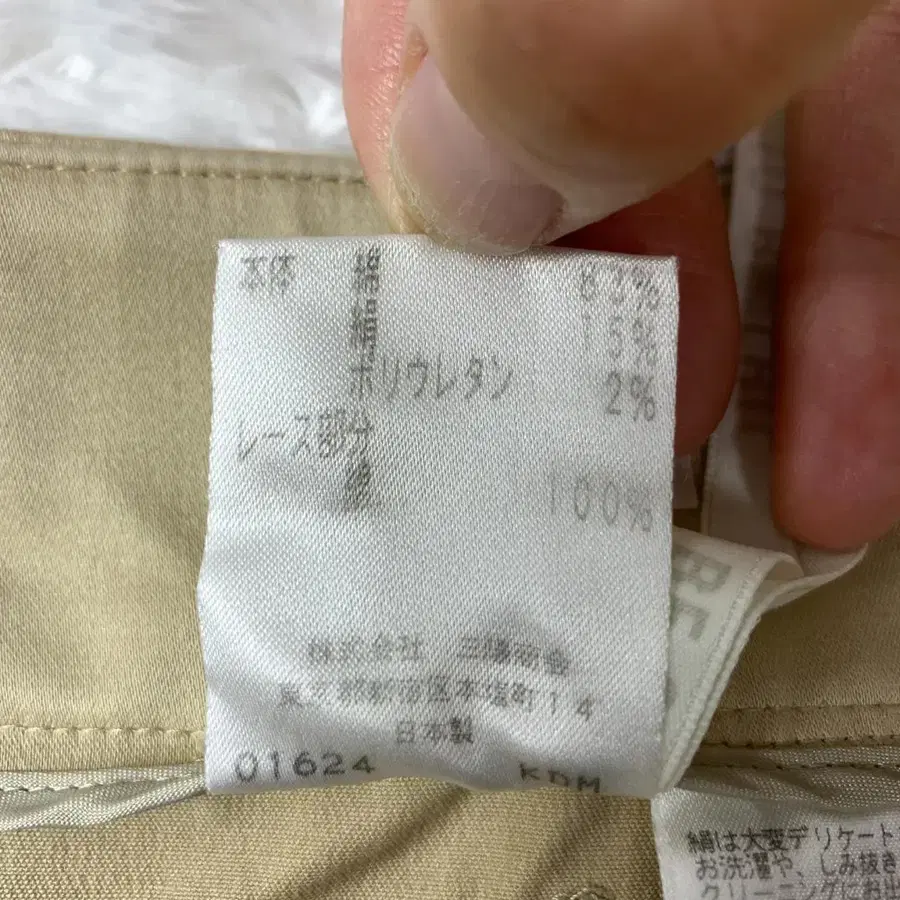 本体 綿 83%
絹 15%
ポリウレタン 2%
レース部分
綿 100%
株式会社 三陽商会
東京都新宿区本塩町14
日本製
01624 KDM
絹は大変デリケート
お洗濯や、しみ抜き
クリーニングにお出